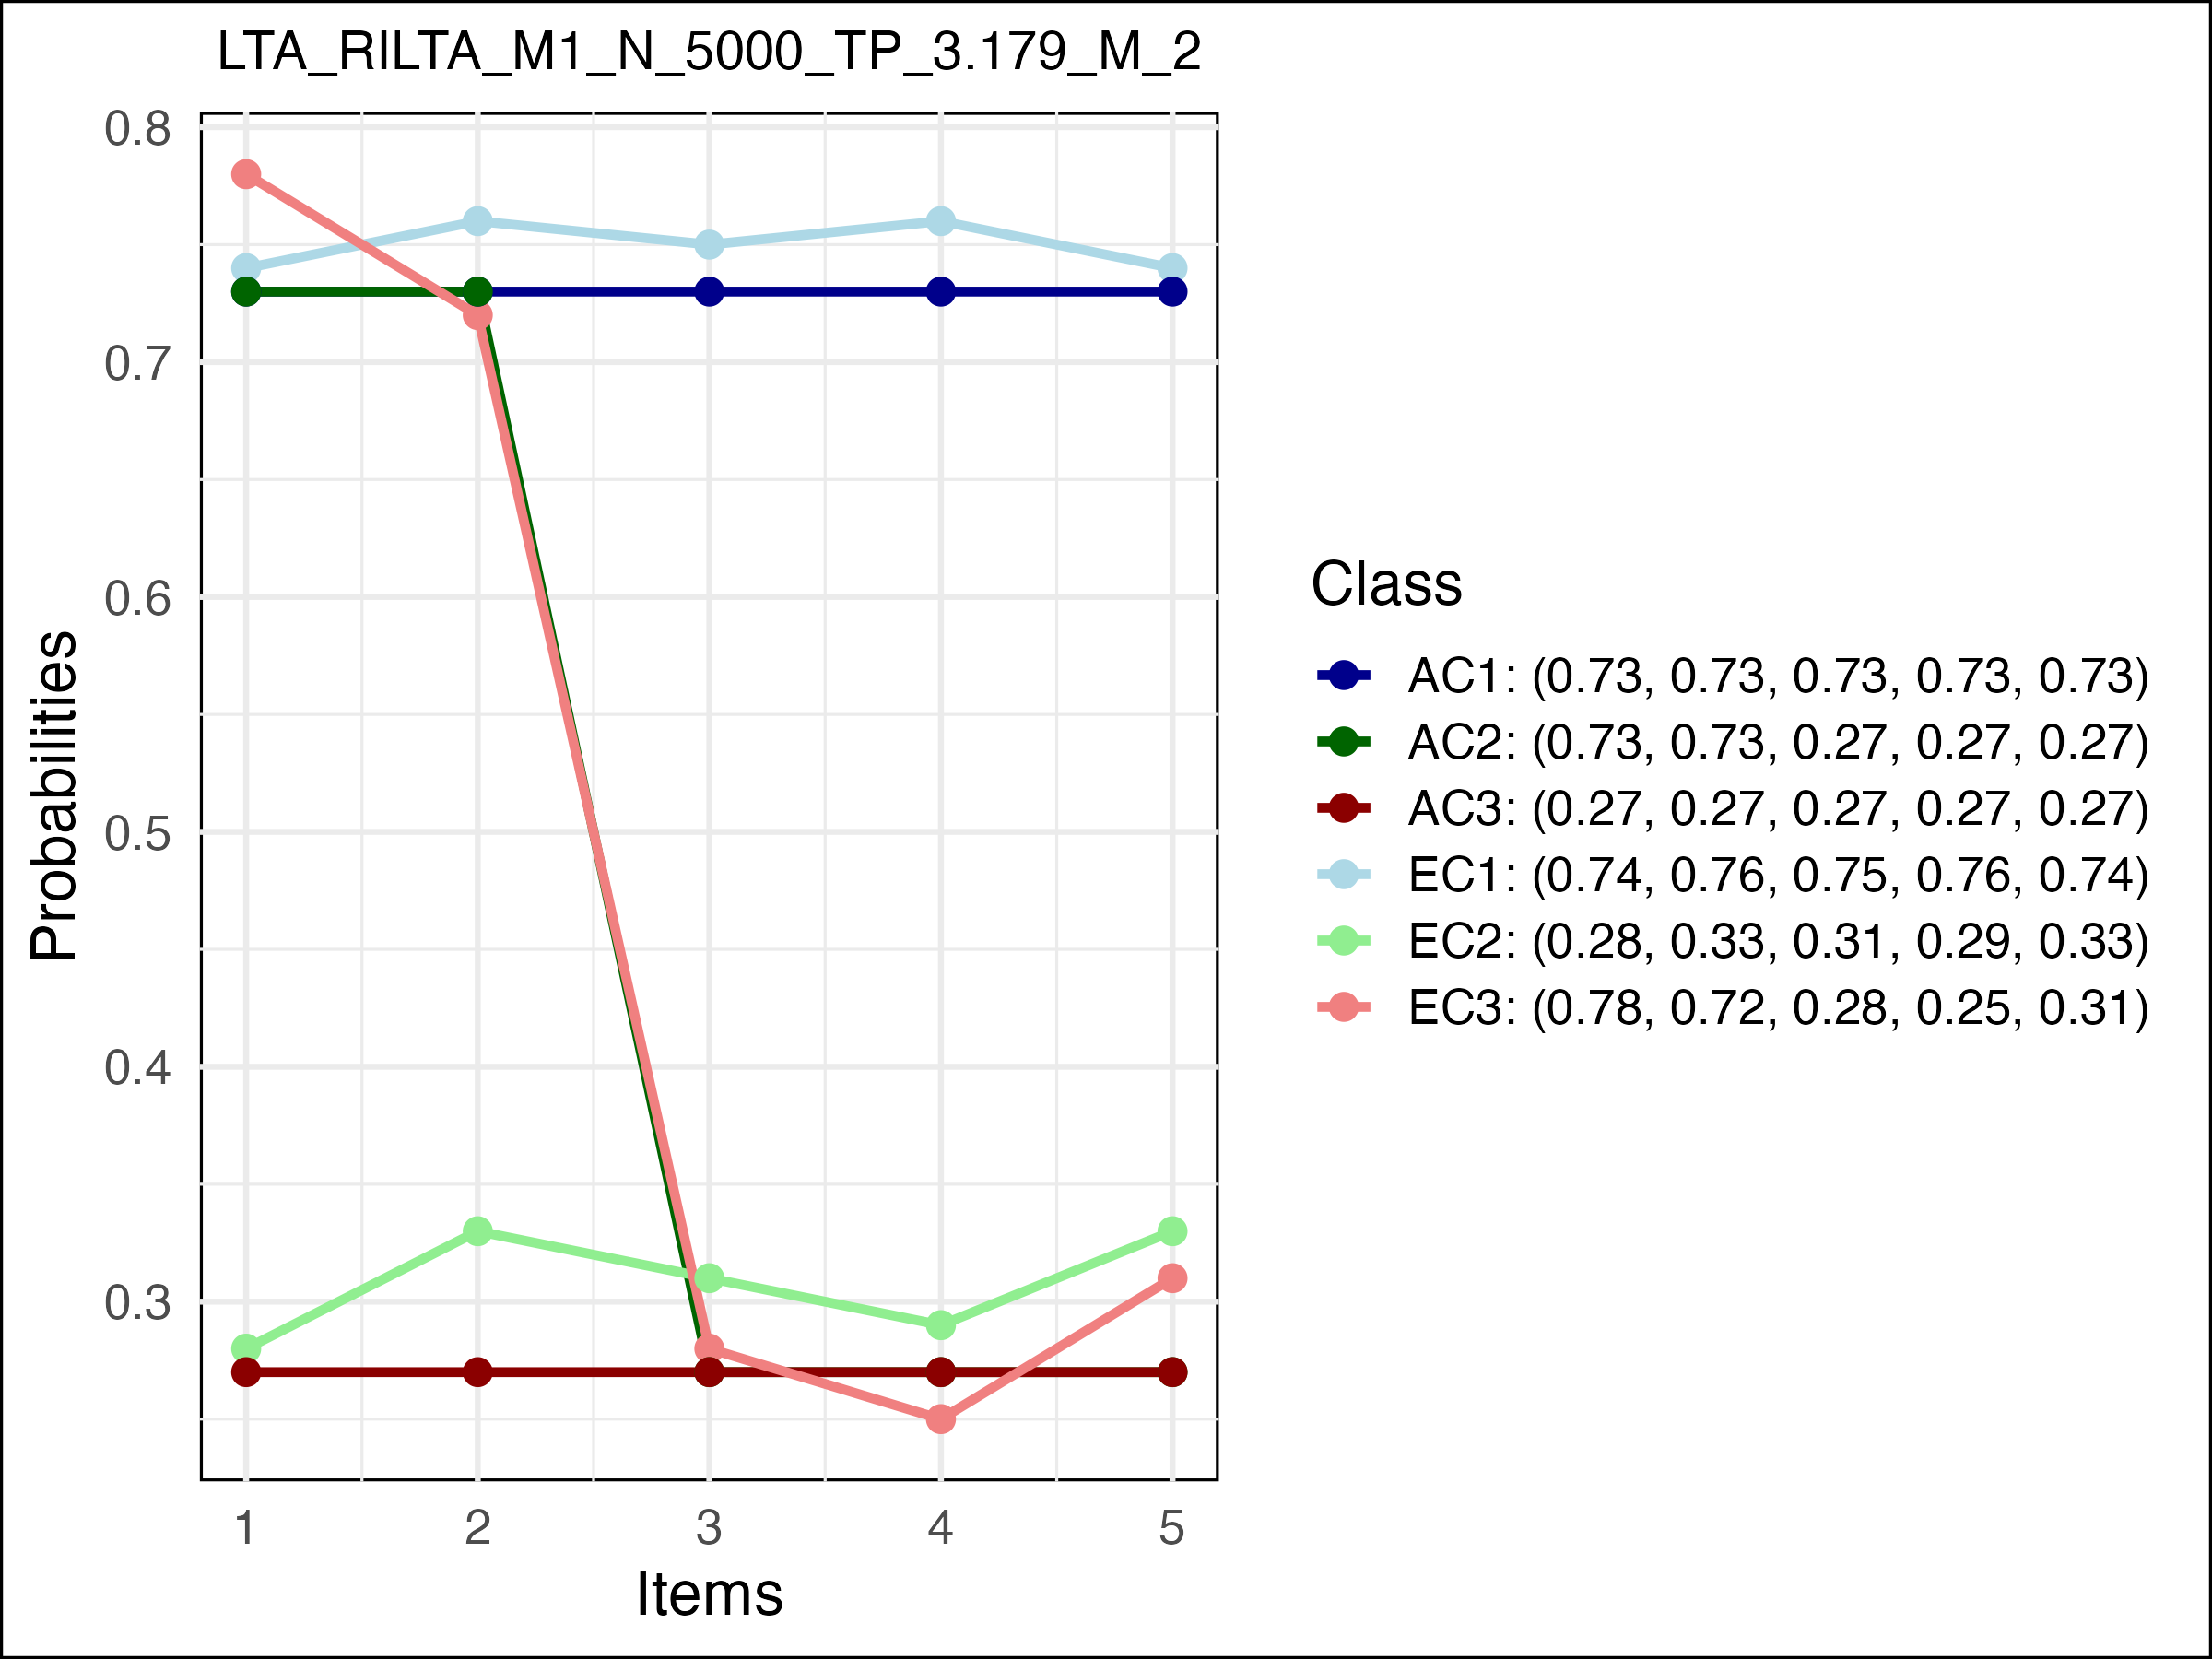 LTA_RILTA_M1_N_5000_TP_3.179_M_2
0.8
0.7
0.6
0.5
0.4
0.3
Probabilities
1 2 3 4 5
Items
Class
AC1: (0.73, 0.73, 0.73, 0.73, 0.73)
AC2: (0.73, 0.73, 0.27, 0.27, 0.27)
AC3: (0.27, 0.27, 0.27, 0.27, 0.27)
EC1: (0.74, 0.76, 0.75, 0.76, 0.74)
EC2: (0.28, 0.33, 0.31, 0.29, 0.33)
EC3: (0.78, 0.72, 0.28, 0.25, 0.31)